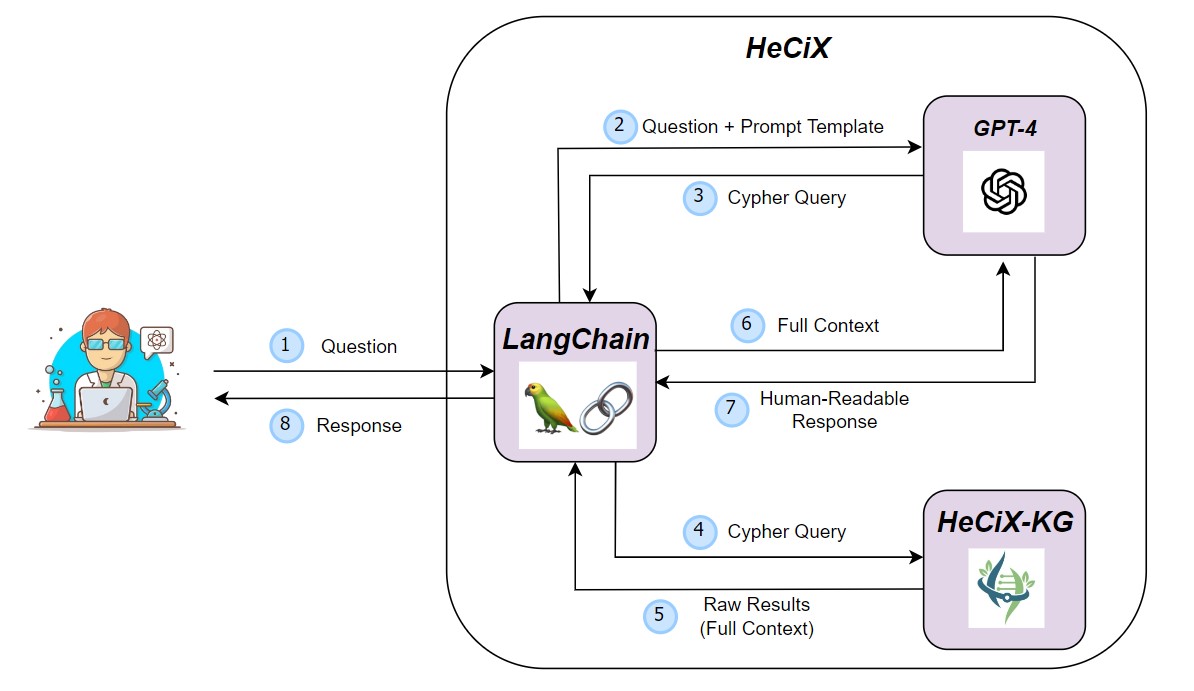 HeCiX
2 Question + Prompt Template
GPT-4
3 Cypher Query
6 Full Context
LangChain
1 Question
7 Human-Readable
Response
8 Response
HeCiX-KG
4 Cypher Query
5 Raw Results
(Full Context)